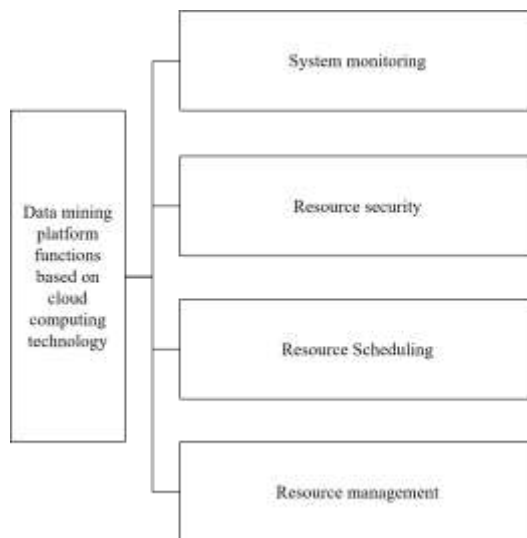 System monitoring
Data mining
platform
functions
based on
cloud
computing
technology
Resource security
Resource Scheduling
Resource management